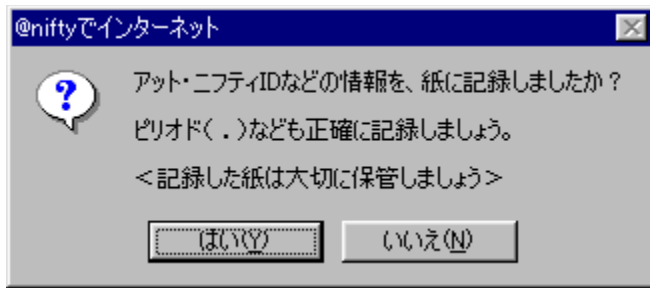 @niftyでインターネット
アット・ニフティIDなどの情報を、紙に記録しましたか？
ピリオド( . )なども正確に記録しましょう。
＜記録した紙は大切に保管しましょう＞
はい(Y) いいえ(N)